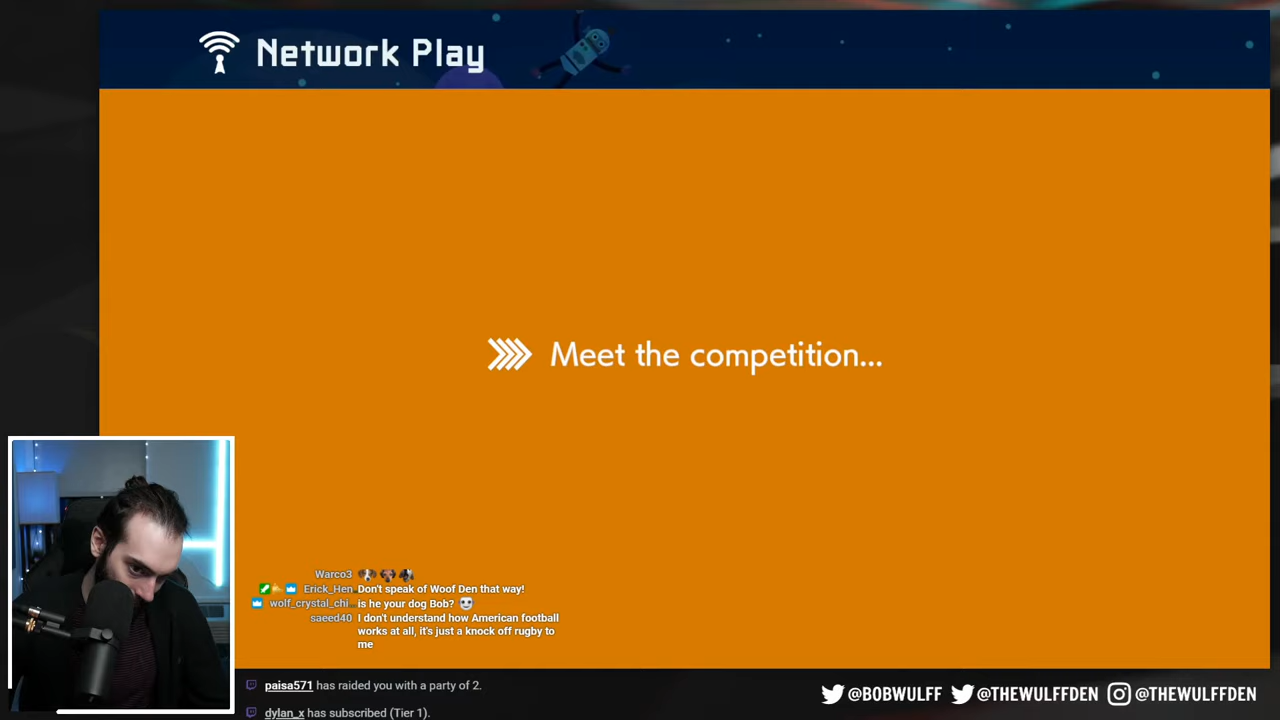 Network Play
Meet the competition...
Warco3
Erick_Hen… Don't speak of Woof Den that way!
wolf_crystal_chi… is he your dog Bob?
saeed40 I don't understand how American football
works at all, it's just a knock off rugby to
me
paisa571 has raided you with a party of 2.
dylan_x has subscribed (Tier 1).
@BOBWULFF @THEWULFFDEN @THEWULFFDEN